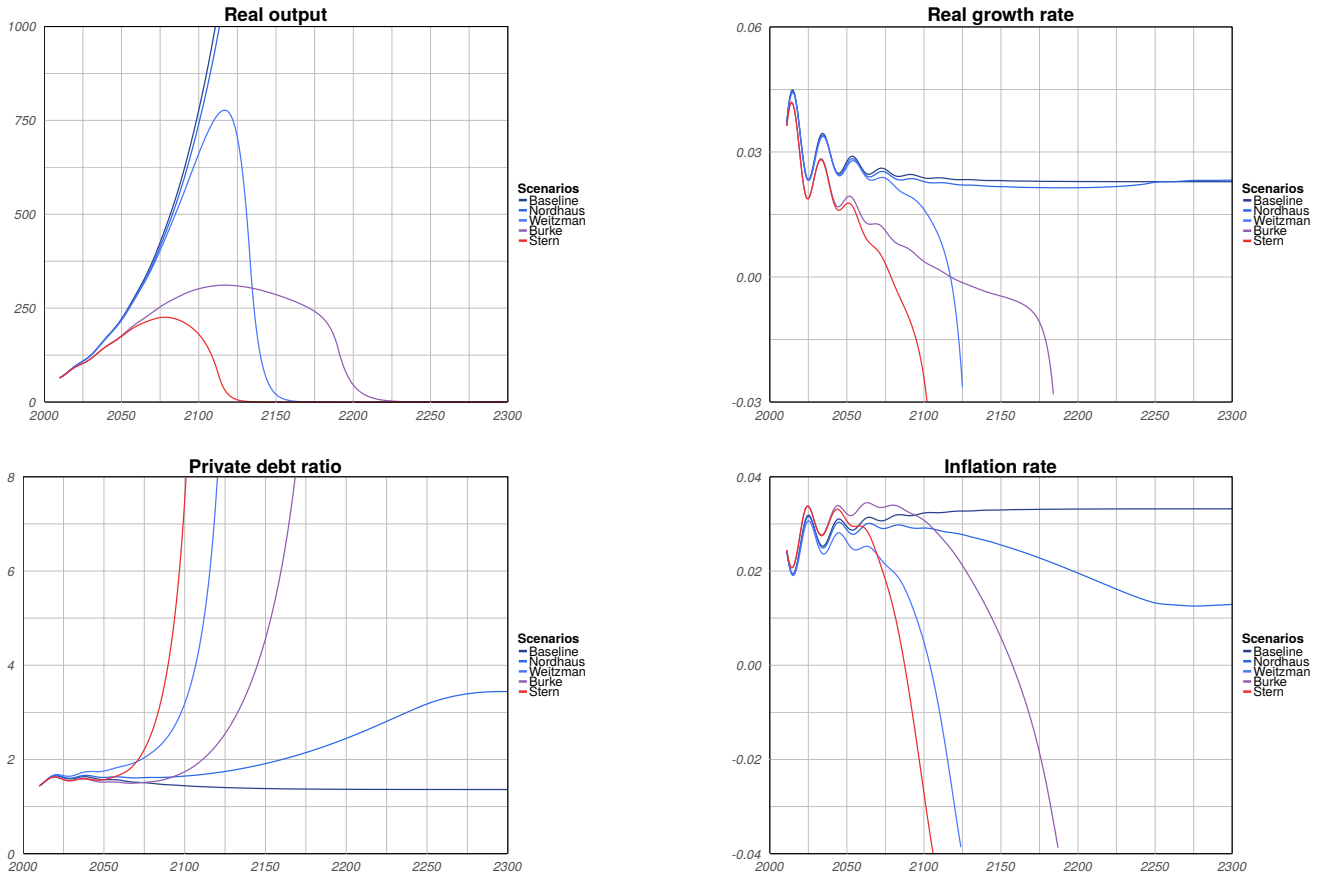 Real output
1000
750
500
250
0
2000 2050 2100 2150 2200 2250 2300
Scenarios
Baseline
Nordhaus
Weitzman
Burke
Stern
Real growth rate
0.06
0.03
0.00
-0.03
2000 2050 2100 2150 2200 2250 2300
Scenarios
Baseline
Nordhaus
Weitzman
Burke
Stern
Private debt ratio
8
6
4
2
0
2000 2050 2100 2150 2200 2250 2300
Scenarios
Baseline
Nordhaus
Weitzman
Burke
Stern
Inflation rate
0.04
0.02
0.00
-0.02
-0.04
2000 2050 2100 2150 2200 2250 2300
Scenarios
Baseline
Nordhaus
Weitzman
Burke
Stern